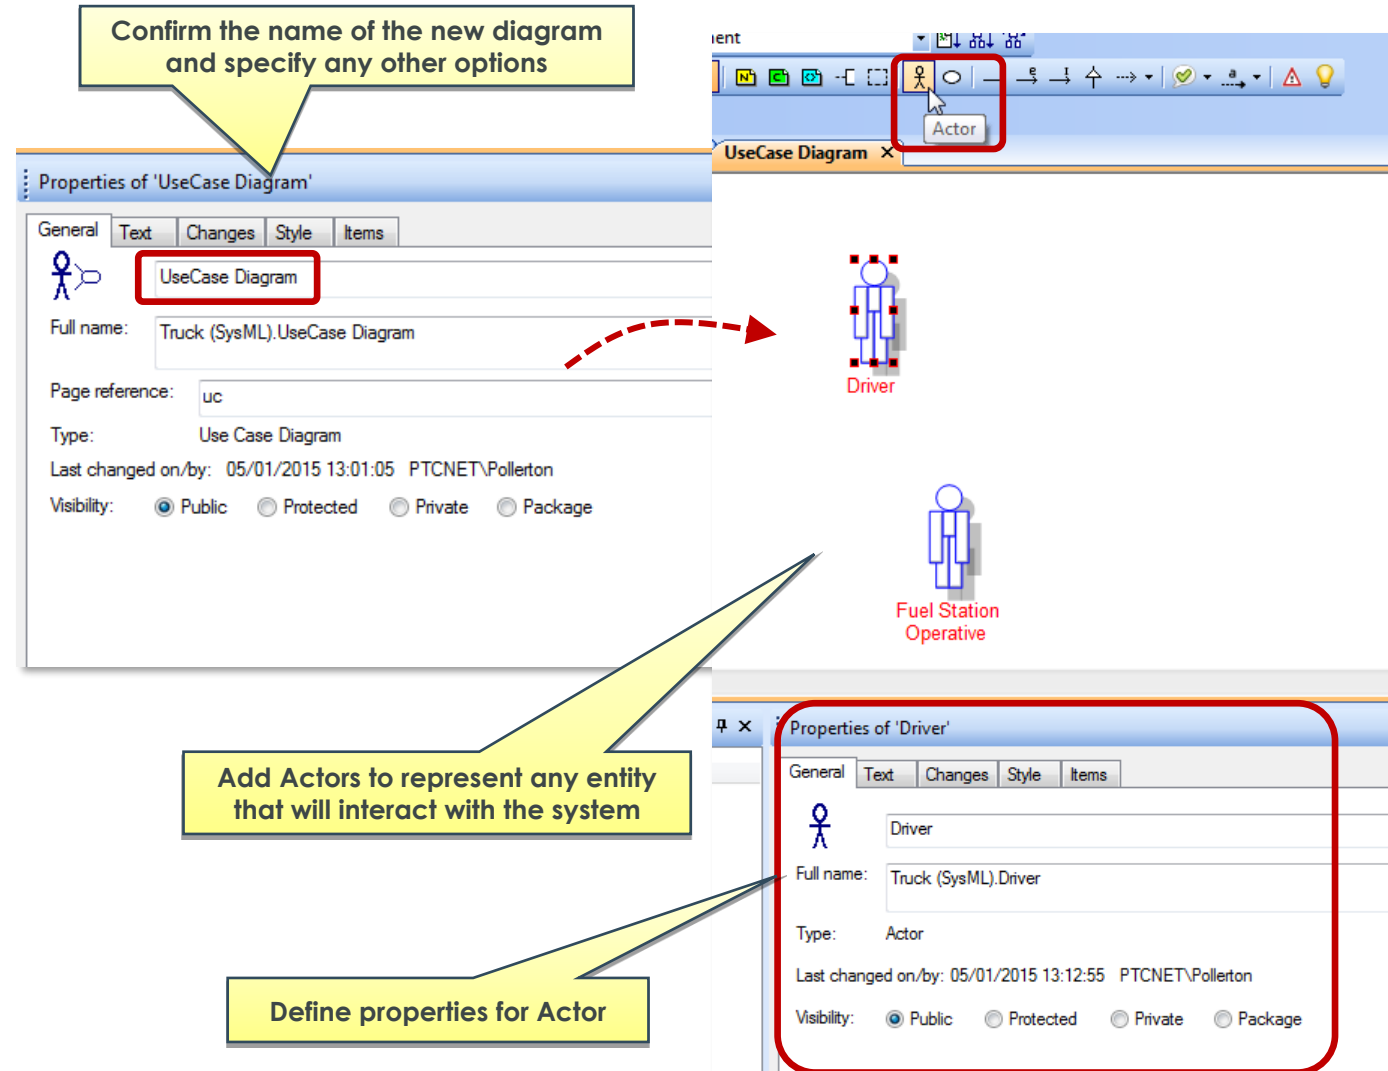 Confirm the name of the new diagram
and specify any other options
Properties of 'UseCase Diagram'
General Text Changes Style Items
UseCase Diagram
Full name: Truck (SysML).UseCase Diagram
Page reference: uc
Type: Use Case Diagram
Last changed on/by: 05/01/2015 13:01:05 PTCNET\Pollerton
Visibility: Public Protected Private Package
Actor
UseCase Diagram
Driver
Fuel Station
Operative
Add Actors to represent any entity
that will interact with the system
Properties of 'Driver'
General Text Changes Style Items
Driver
Full name: Truck (SysML).Driver
Type: Actor
Last changed on/by: 05/01/2015 13:12:55 PTCNET\Pollerton
Visibility: Public Protected Private Package
Define properties for Actor